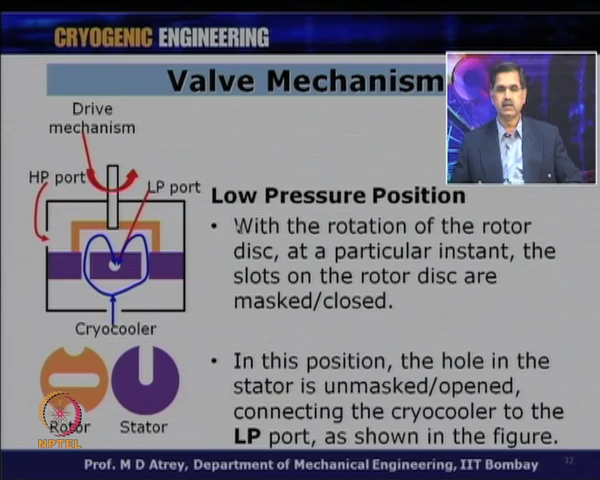 CRYOGENIC ENGINEERING
Valve Mechanism
Drive
mechanism
HP port
LP port
Cryocooler
Rotor
Stator
NPTEL
Low Pressure Position
• With the rotation of the rotor
disc, at a particular instant, the
slots on the rotor disc are
masked/closed.
• In this position, the hole in the
stator is unmasked/opened,
connecting the cryocooler to the
LP port, as shown in the figure.
Prof. M D Atrey, Department of Mechanical Engineering, IIT Bombay
32